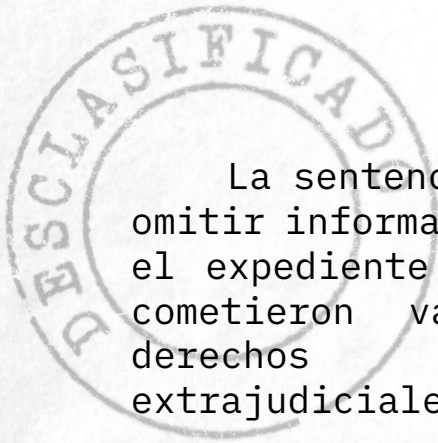 DESCLASIFICADO
La sentenc
omitir informa
el expediente
cometieron va
derechos
extrajudiciale